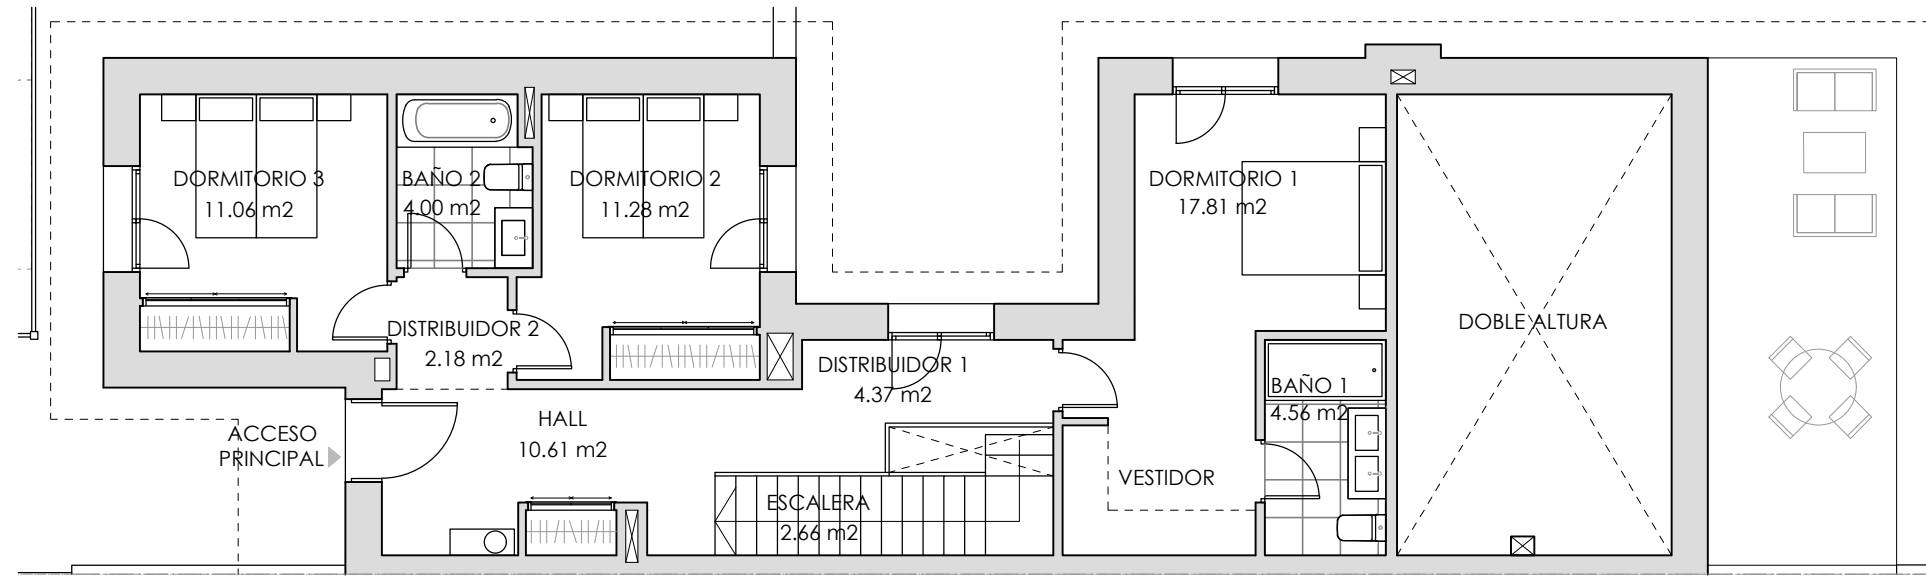 DORMITORIO 3
11.06 m2
BAÑO 2
4.00 m2
DORMITORIO 2
11.28 m2
DORMITORIO 1
17.81 m2
DISTRIBUIDOR 2
2.18 m2
DISTRIBUIDOR 1
4.37 m2
DOBLE ALTURA
BAÑO 1
4.56 m2
HALL
10.61 m2
ACCESO
PRINCIPAL
VESTIDOR
ESCALERA
2.66 m2